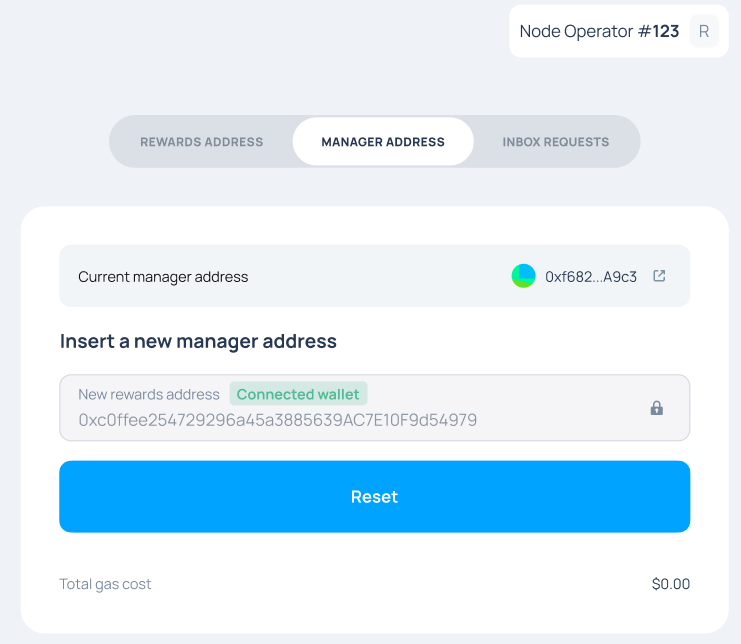 Node Operator #123 R
REWARDS ADDRESS MANAGER ADDRESS INBOX REQUESTS
Current manager address 0xf682...A9c3
Insert a new manager address
New rewards address Connected wallet
0xc0ffee254729296a45a3885639AC7E10F9d54979
Reset
Total gas cost $0.00